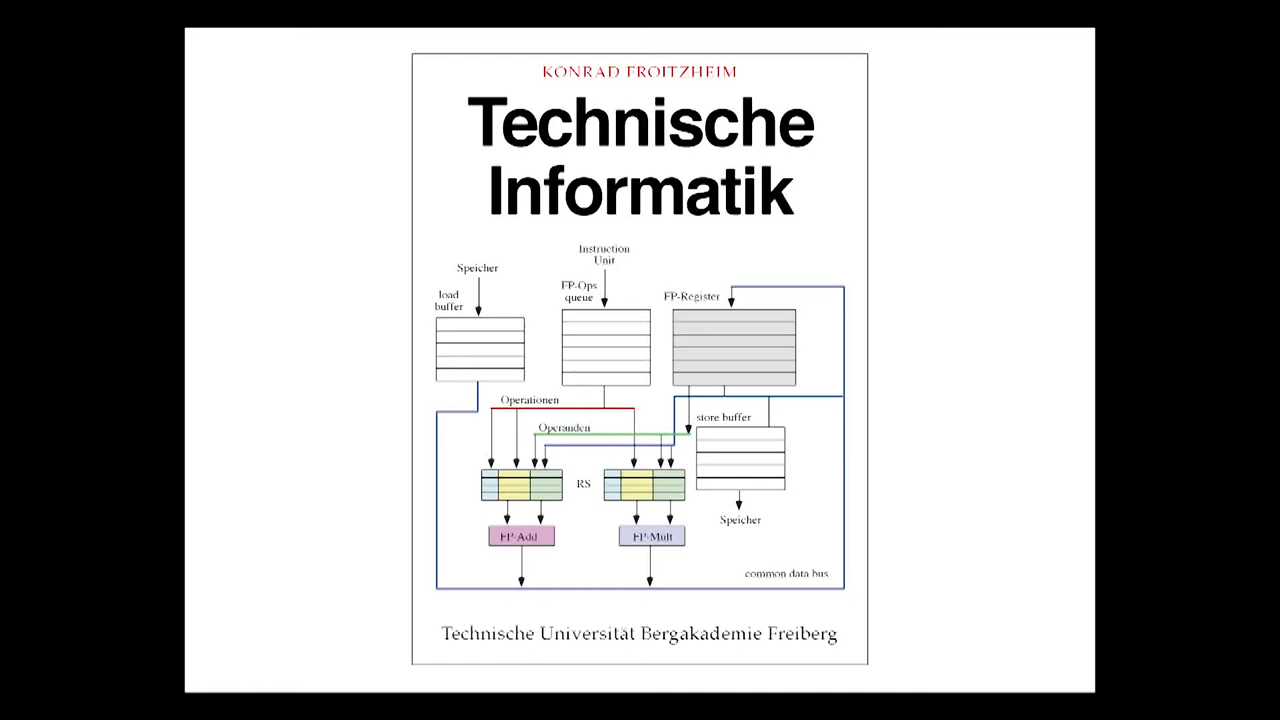 KONRAD FROITZHEIM
Technische
Informatik
Instruction
Unit
Speicher
FP-Ops
queue
load
buffer
FP-Register
Operationen
store buffer
Operanden
RS
Speicher
FP-Add
FP-Mult
common data bus
Technische Universität Bergakademie Freiberg